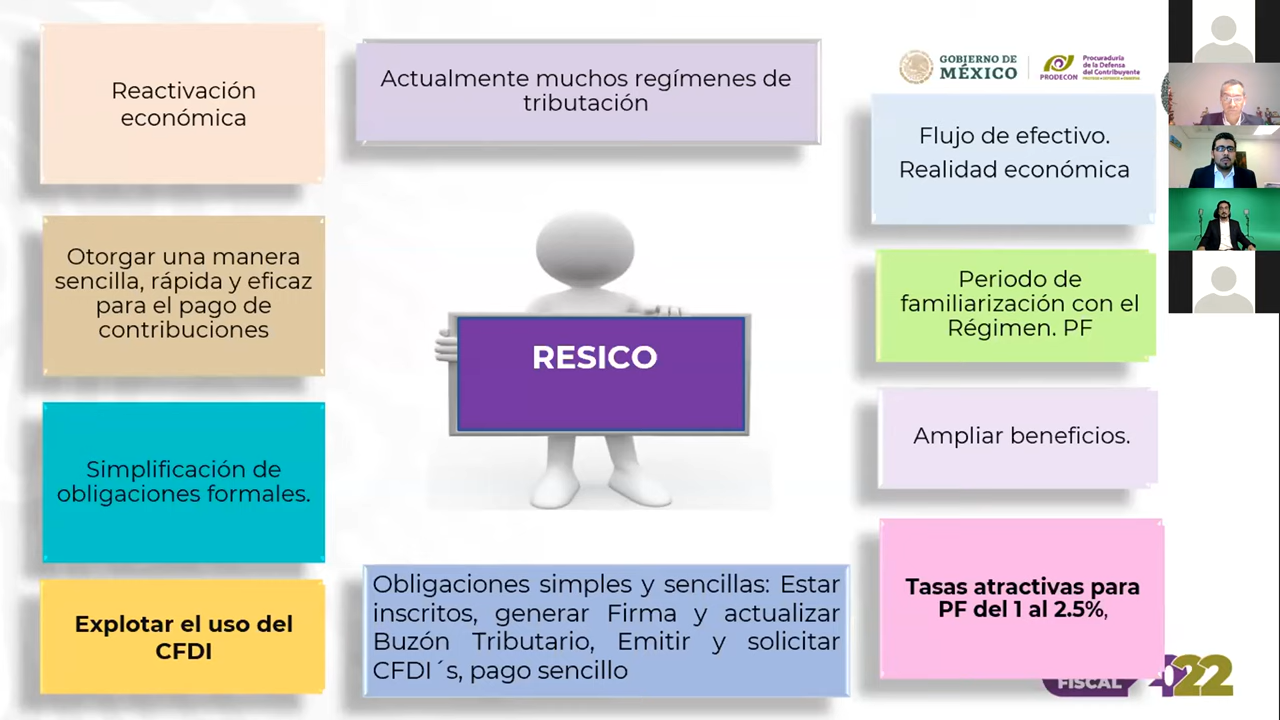 Reactivación
económica
Actualmente muchos regímenes de
tributación
GOBIERNO DE
MÉXICO
PRODECON
Procuraduría
de la Defensa
del Contribuyente
Flujo de efectivo.
Realidad económica
Otorgar una manera
sencilla, rápida y eficaz
para el pago de
contribuciones
Periodo de
familiarización con el
Régimen. PF
RESICO
Simplificación de
obligaciones formales.
Ampliar beneficios.
Explotar el uso del
CFDI
Obligaciones simples y sencillas: Estar
inscritos, generar Firma y actualizar
Buzón Tributario, Emitir y solicitar
CFDI´s, pago sencillo
Tasas atractivas para
PF del 1 al 2.5%,
FISCAL